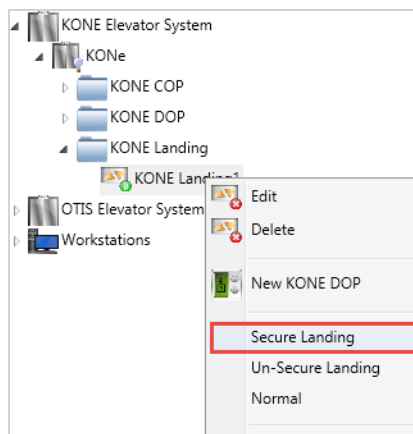 KONE Elevator System
KONe
KONE COP
KONE DOP
KONE Landing
KONE Landing1
OTIS Elevator System
Workstations
Edit
Delete
New KONE DOP
Secure Landing
Un-Secure Landing
Normal